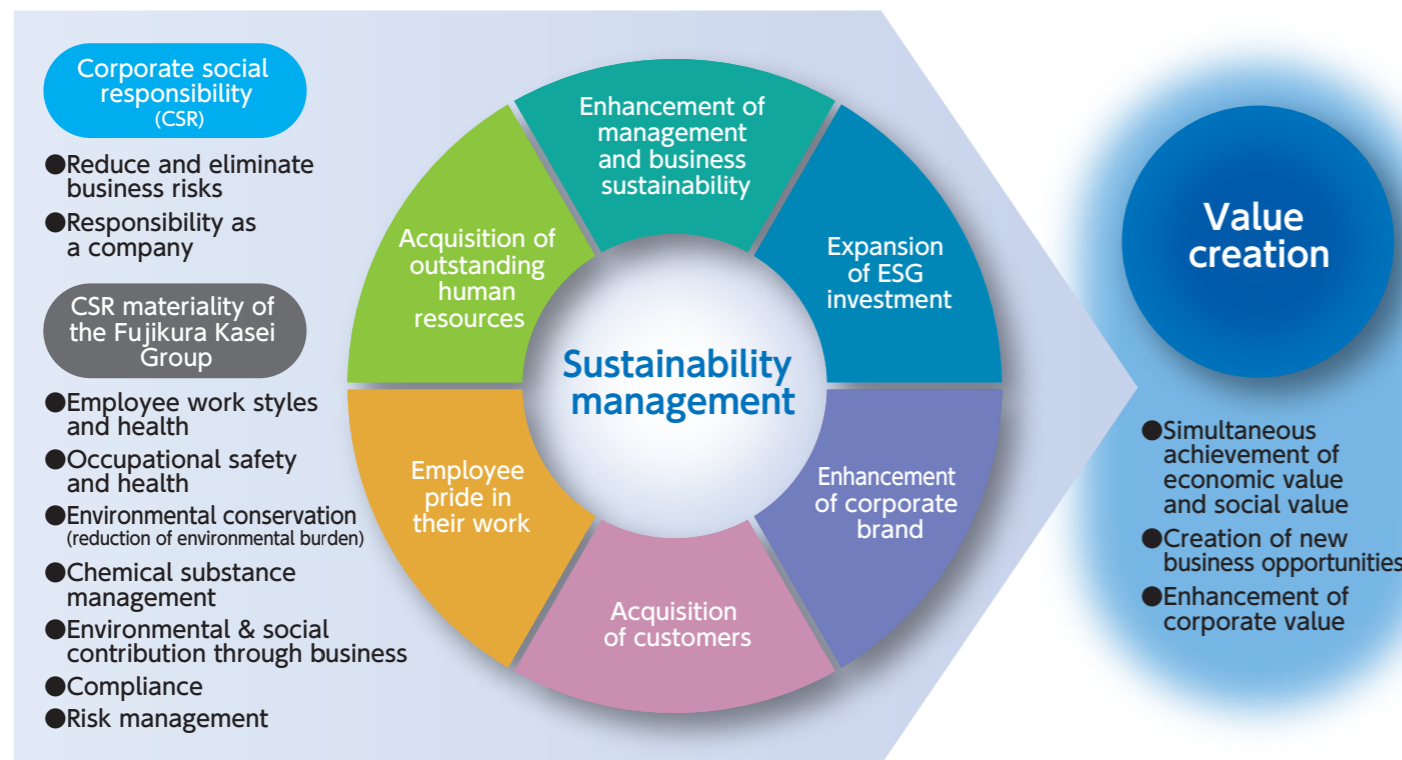 Corporate social
responsibility
(CSR)
●Reduce and eliminate
business risks
●Responsibility as
a company
CSR materiality of
the Fujikura Kasei
Group
●Employee work styles
and health
●Occupational safety
and health
●Environmental conservation
(reduction of environmental burden)
●Chemical substance
management
●Environmental & social
contribution through business
●Compliance
●Risk management
Enhancement of
management
and business
sustainability
Expansion
of ESG
investment
Enhancement
of corporate
brand
Acquisition
of customers
Employee
pride in
their work
Acquisition of
outstanding
human
resources
Sustainability
management
Value
creation
●Simultaneous
achievement of
economic value
and social value
●Creation of new
business opportunities
●Enhancement of
corporate value